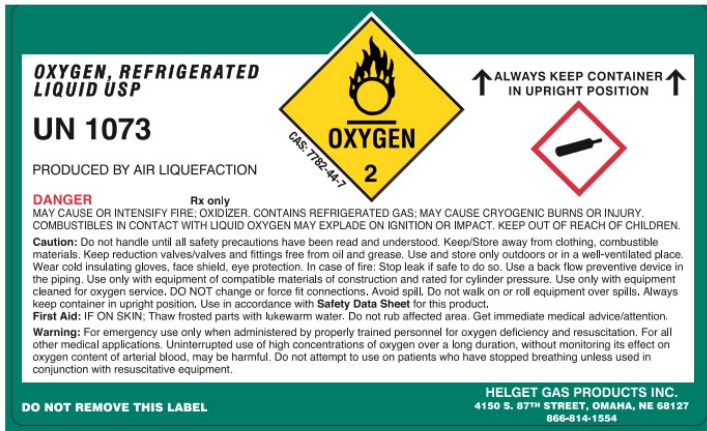 OXYGEN, REFRIGERATED
LIQUID USP
UN 1073
PRODUCED BY AIR LIQUEFACTION
OXYGEN
2
CAS: 7782-44-7
ALWAYS KEEP CONTAINER
IN UPRIGHT POSITION
DANGER Rx only
MAY CAUSE OR INTENSIFY FIRE; OXIDIZER. CONTAINS REFRIGERATED GAS; MAY CAUSE CRYOGENIC BURNS OR INJURY.
COMBUSTIBLES IN CONTACT WITH LIQUID OXYGEN MAY EXPLADE ON IGNITION OR IMPACT. KEEP OUT OF REACH OF CHILDREN.
Caution: Do not handle until all safety precautions have been read and understood. Keep/Store away from clothing, combustible
materials. Keep reduction valves/valves and fittings free from oil and grease. Use and store only outdoors or in a well-ventilated place.
Wear cold insulating gloves, face shield, eye protection. In case of fire: Stop leak if safe to do so. Use a back flow preventive device in
the piping. Use only with equipment of compatible materials of construction and rated for cylinder pressure. Use only with equipment
cleaned for oxygen service. DO NOT change or force fit connections. Avoid spill. Do not walk on or roll equipment over spills. Always
keep container in upright position. Use in accordance with Safety Data Sheet for this product.
First Aid: IF ON SKIN; Thaw frosted parts with lukewarm water. Do not rub affected area. Get immediate medical advice/attention.
Warning: For emergency use only when administered by properly trained personnel for oxygen deficiency and resuscitation. For all
other medical applications. Uninterrupted use of high concentrations of oxygen over a long duration, without monitoring its effect on
oxygen content of arterial blood, may be harmful. Do not attempt to use on patients who have stopped breathing unless used in
conjunction with resuscitative equipment.
DO NOT REMOVE THIS LABEL
HELGET GAS PRODUCTS INC.
4150 S. 87TH STREET, OMAHA, NE 68127
866-814-1554